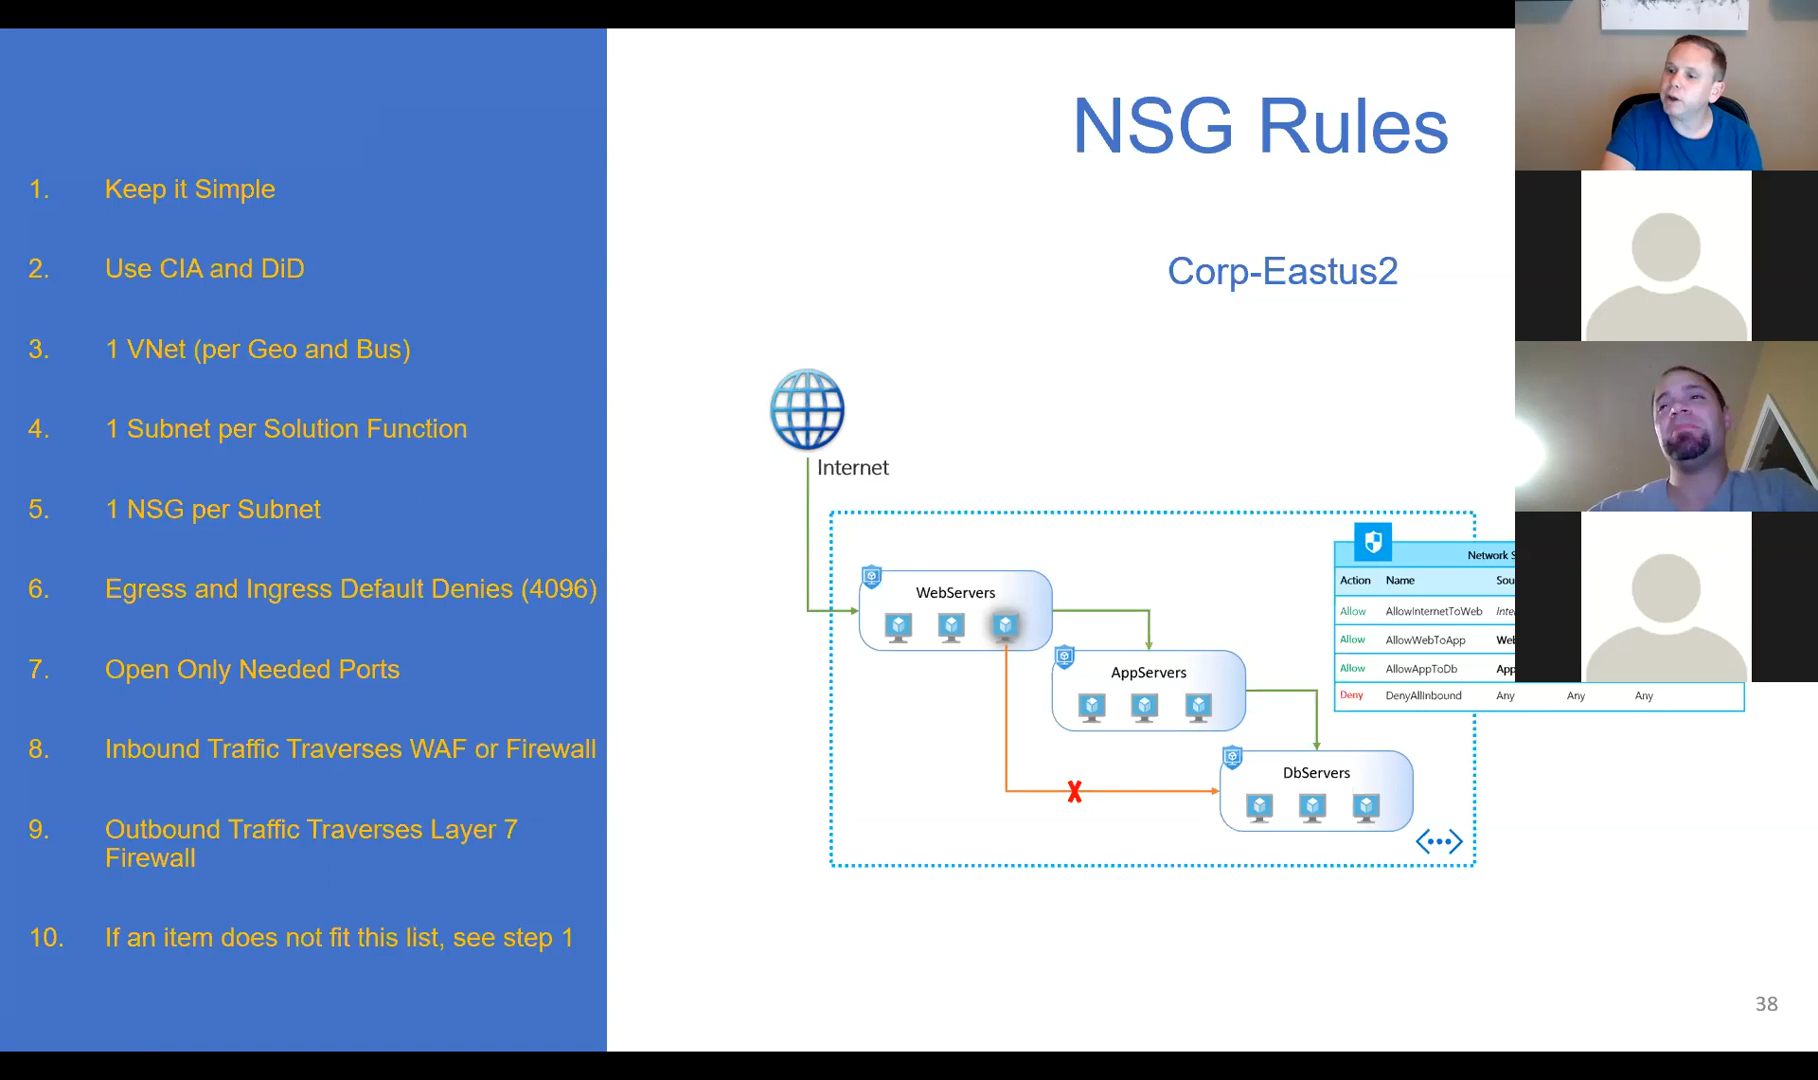 NSG Rules
Corp-Eastus2
1. Keep it Simple
2. Use CIA and DiD
3. 1 VNet (per Geo and Bus)
4. 1 Subnet per Solution Function
5. 1 NSG per Subnet
6. Egress and Ingress Default Denies (4096)
7. Open Only Needed Ports
8. Inbound Traffic Traverses WAF or Firewall
9. Outbound Traffic Traverses Layer 7
Firewall
10. If an item does not fit this list, see step 1
Internet
WebServers
AppServers
DbServers
Network S
Action Name Sou
Allow AllowInternetToWeb Inte
Allow AllowWebToApp Web
Allow AllowAppToDb App
Deny DenyAllInbound Any Any Any
38